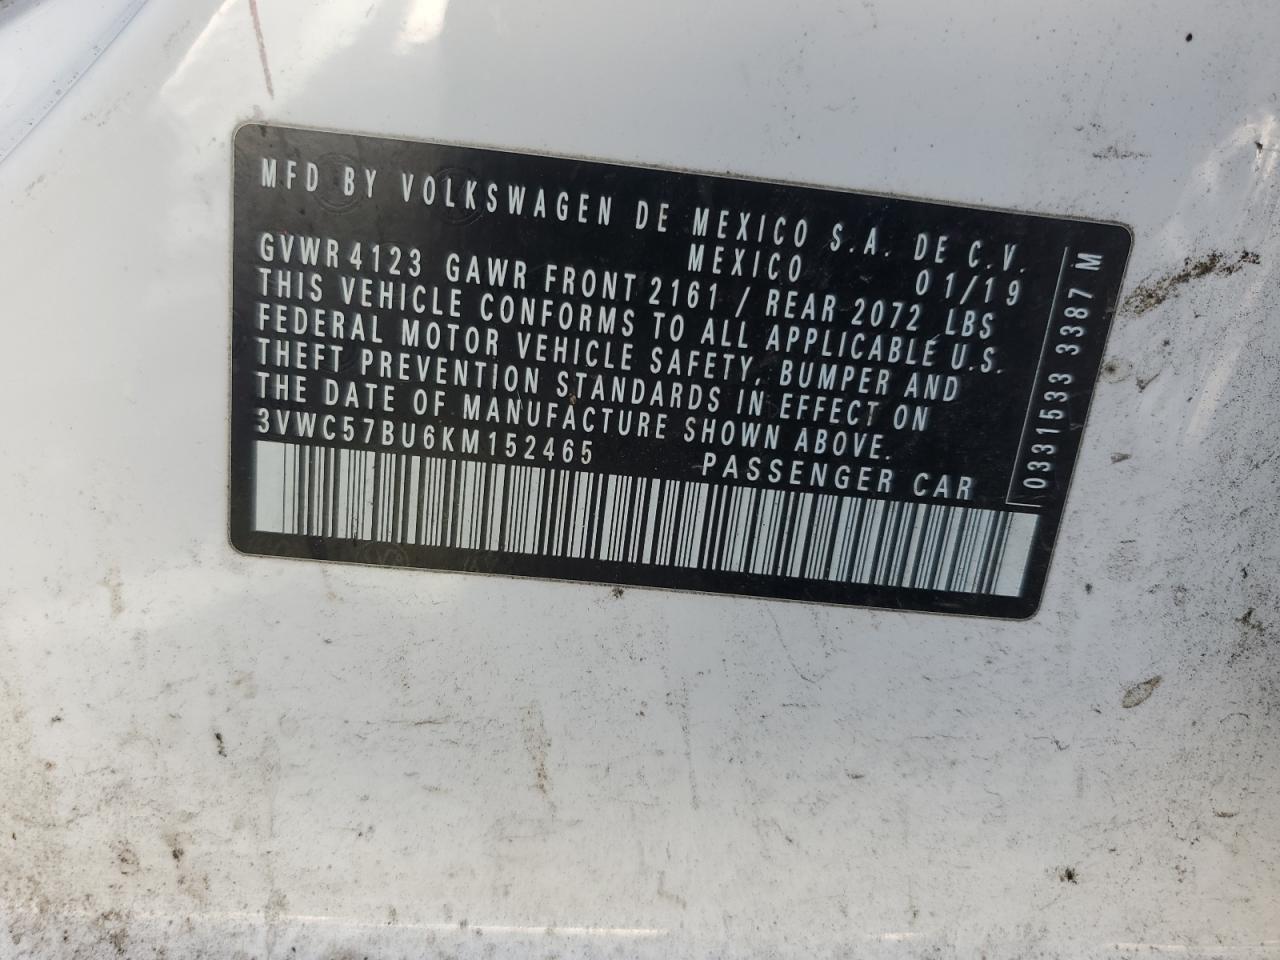 MFD BY VOLKSWAGEN DE MEXICO S.A. DE C.V.
MEXICO 01/19
GVWR 4123 GAWR FRONT 2161 / REAR 2072 LBS
THIS VEHICLE CONFORMS TO ALL APPLICABLE U.S.
FEDERAL MOTOR VEHICLE SAFETY, BUMPER AND
THEFT PREVENTION STANDARDS IN EFFECT ON
THE DATE OF MANUFACTURE SHOWN ABOVE.
3VWC57BU6KM152465 PASSENGER CAR
0331533 3387 M